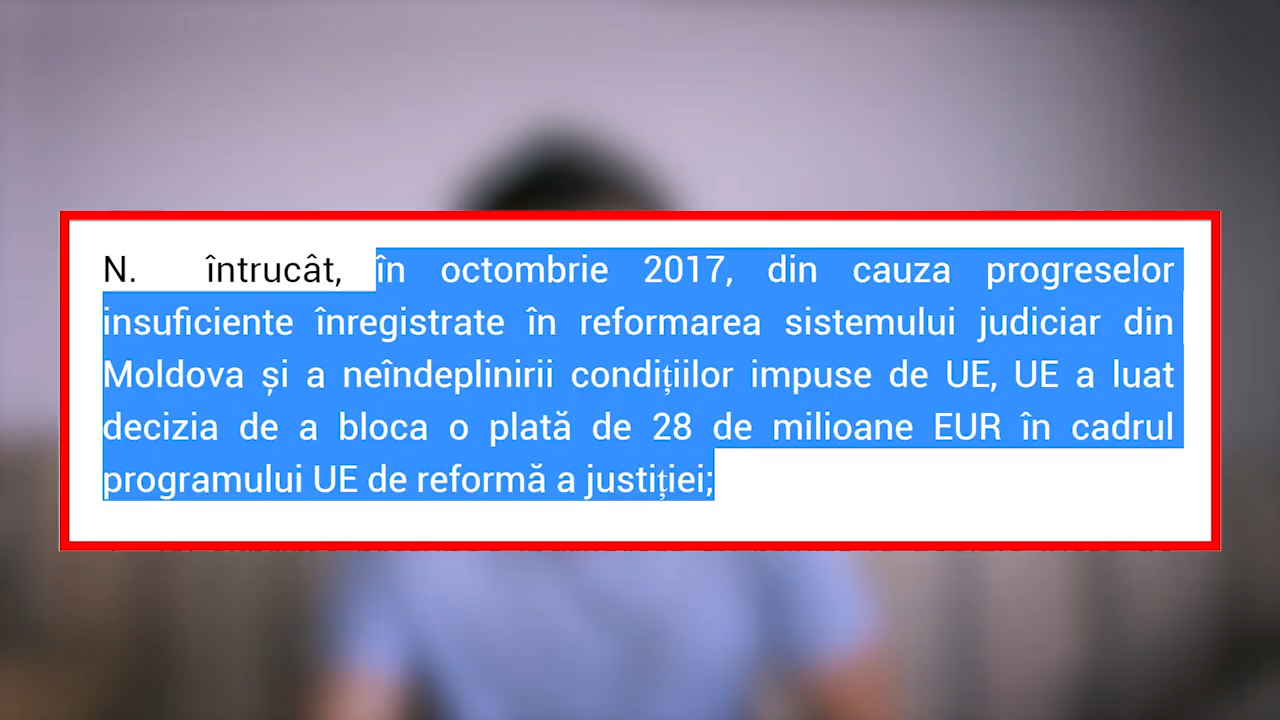 N. întrucât, în octombrie 2017, din cauza progreselor
insuficiente înregistrate în reformarea sistemului judiciar din
Moldova și a neîndeplinirii condițiilor impuse de UE, UE a luat
decizia de a bloca o plată de 28 de milioane EUR în cadrul
programului UE de reformă a justiției;